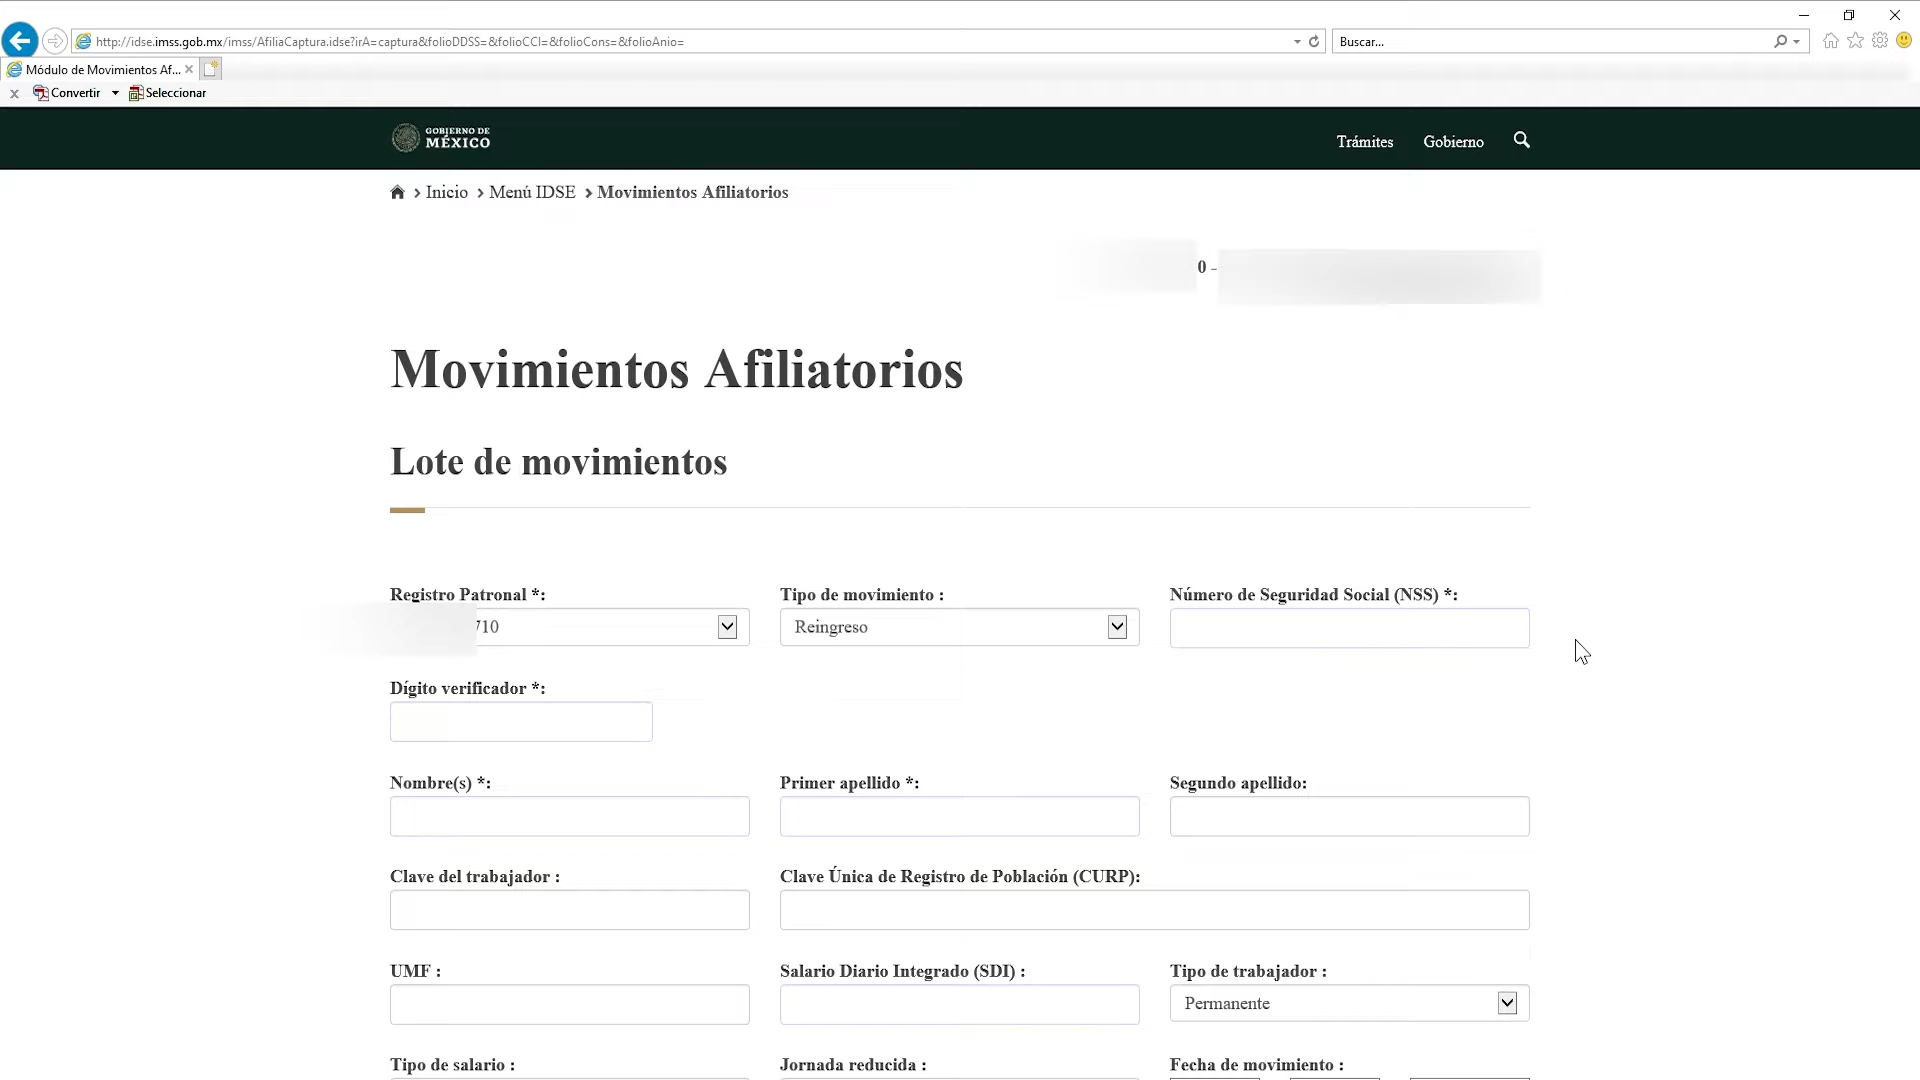 http://idse.imss.gob.mx/imss/AfiliaCaptura.idse?irA=captura&folioDDSS=&folioCCI=&folioCons=&folioAnio=
Buscar...
Módulo de Movimientos Af...
x Convertir Seleccionar
GOBIERNO DE
MÉXICO
Trámites Gobierno
> Inicio > Menú IDSE > Movimientos Afiliatorios
0 -
Movimientos Afiliatorios
Lote de movimientos
Registro Patronal *: Tipo de movimiento : Número de Seguridad Social (NSS) *:
710 Reingreso
Dígito verificador *:
Nombre(s) *: Primer apellido *: Segundo apellido:
Clave del trabajador : Clave Única de Registro de Población (CURP):
UMF : Salario Diario Integrado (SDI) : Tipo de trabajador :
Permanente
Tipo de salario : Jornada reducida : Fecha de movimiento :